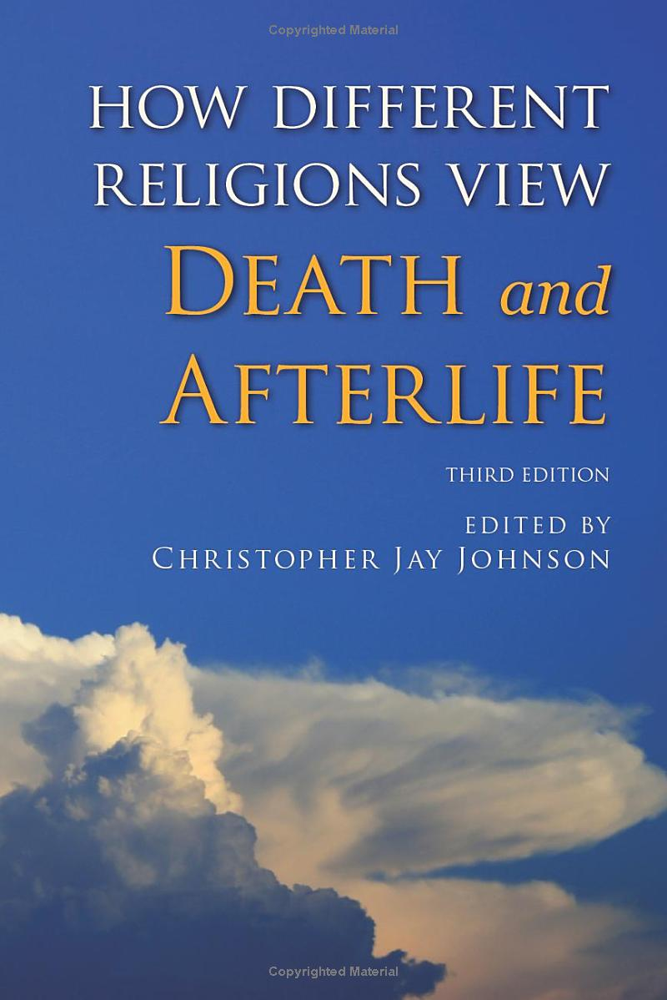 Copyrighted Material
HOW DIFFERENT
RELIGIONS VIEW
DEATH and
AFTERLIFE
THIRD EDITION
EDITED BY
CHRISTOPHER JAY JOHNSON
Copyrighted Material